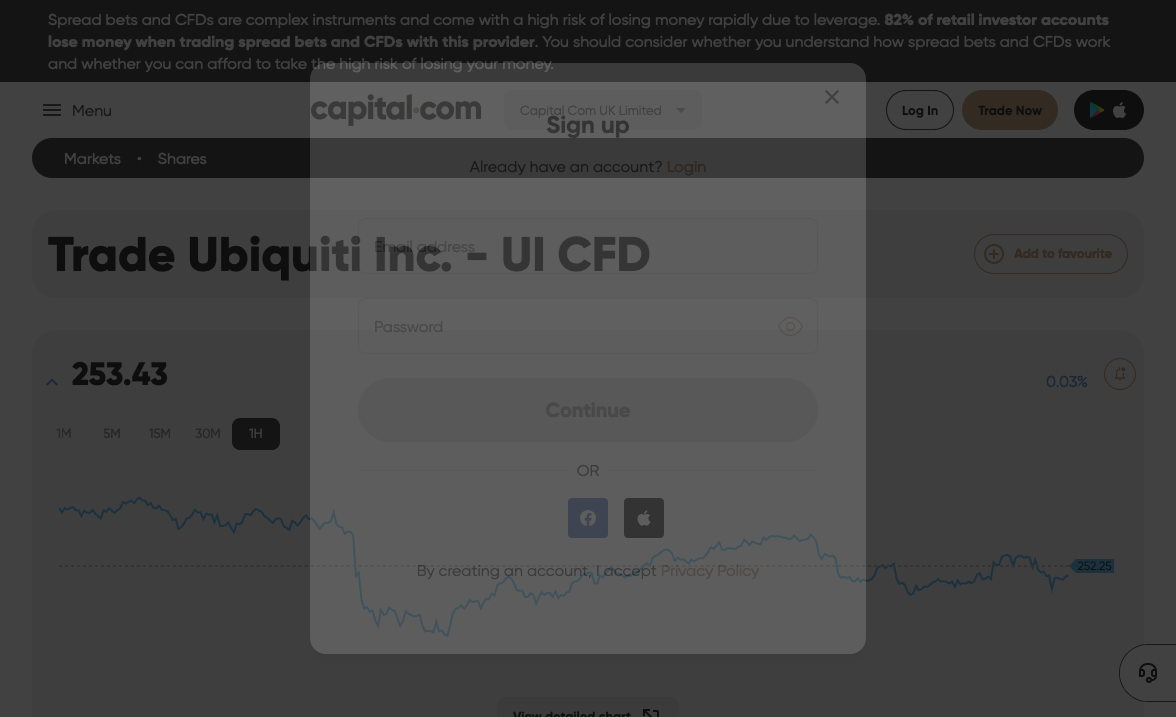 Spread bets and CFDs are complex instruments and come with a high risk of losing money rapidly due to leverage. 82% of retail investor accounts
lose money when trading spread bets and CFDs with this provider. You should consider whether you understand how spread bets and CFDs work
and whether you can afford to take the high risk of losing your money.
Menu
capital.com
Capital Com UK Limited
Log In
Trade Now
Sign up
Markets • Shares
Already have an account? Login
Trade Ubiquiti Inc. - UI CFD
Email address
Add to favourite
Password
253.43
0.03%
Continue
1M 5M 15M 30M 1H
OR
By creating an account, I accept Privacy Policy
252.25
View detailed chart